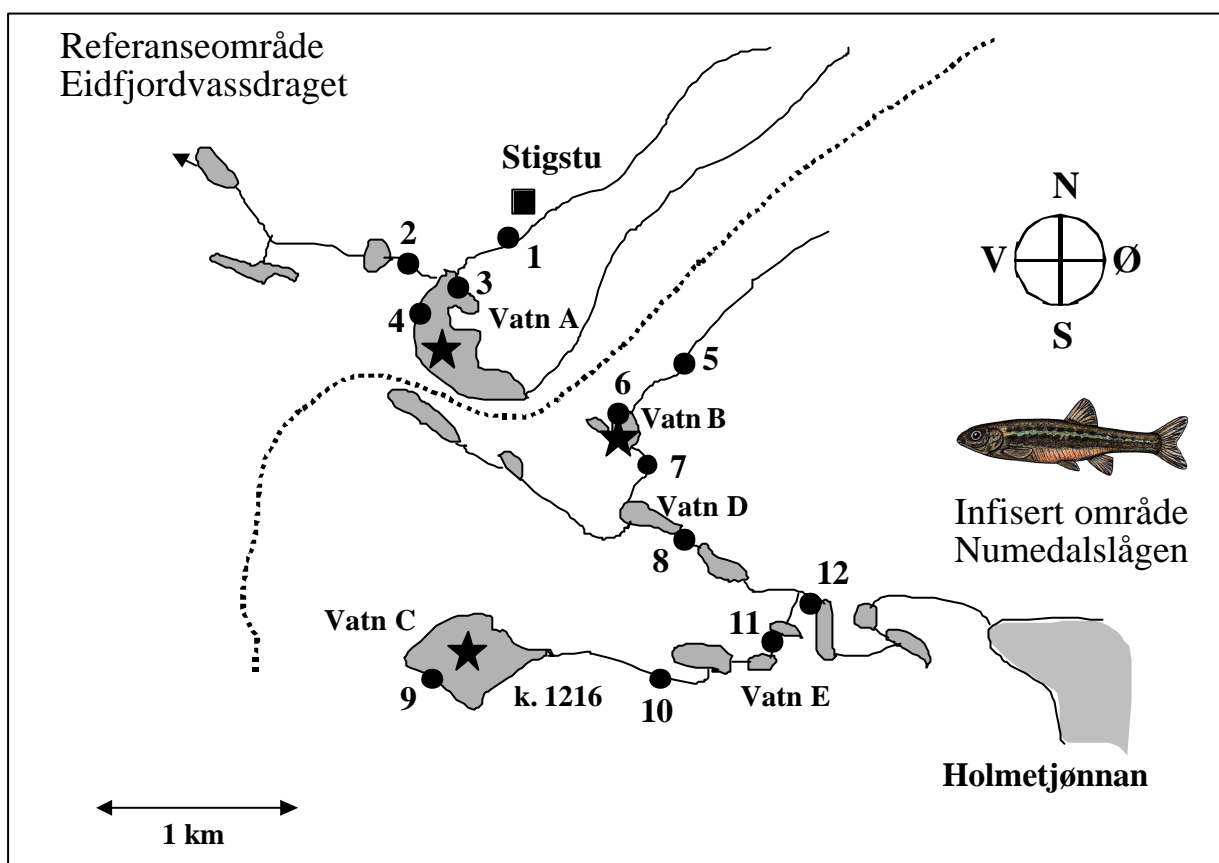 Referanseområde
Eidfjordvassdraget
Stigstu
N
V
Ø
S
2
1
3
4
Vatn A
5
6
Vatn B
7
Vatn D
8
Infisert område
Numedalslågen
12
11
Vatn C
9
k. 1216
10
Vatn E
Holmetjønnan
1 km